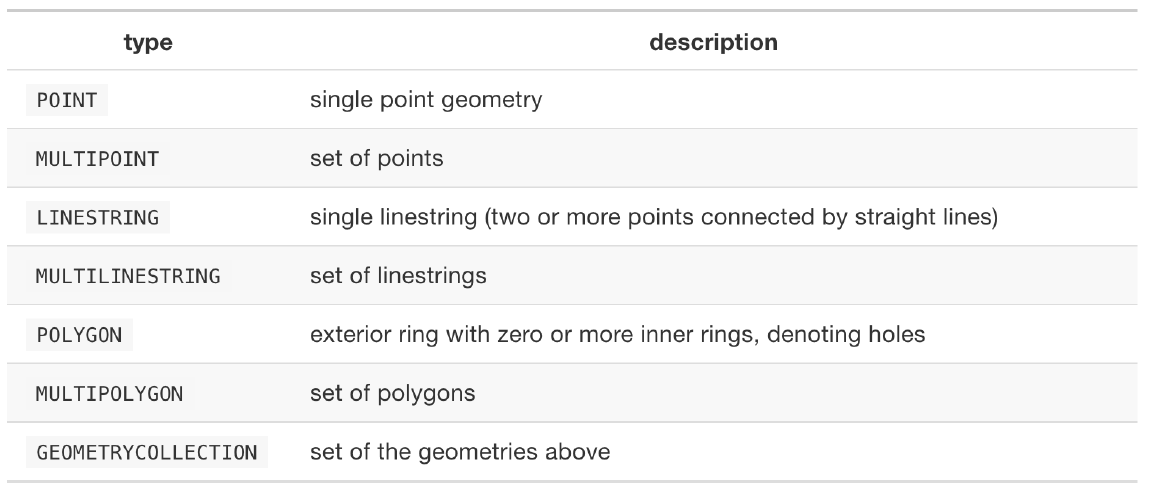 type description
POINT single point geometry
MULTIPOINT set of points
LINESTRING single linestring (two or more points connected by straight lines)
MULTILINESTRING set of linestrings
POLYGON exterior ring with zero or more inner rings, denoting holes
MULTIPOLYGON set of polygons
GEOMETRYCOLLECTION set of the geometries above